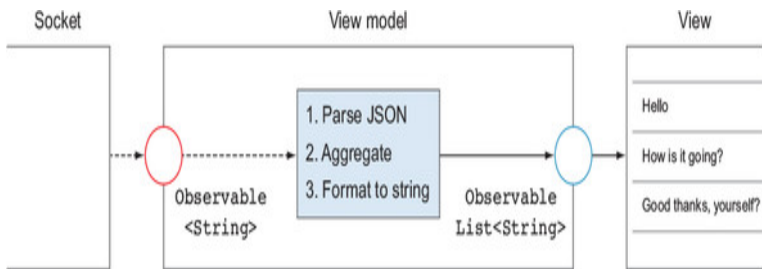 Socket
View model
View
1. Parse JSON
2. Aggregate
3. Format to string
Observable
<String>
Observable
List<String>
Hello
How is it going?
Good thanks, yourself?